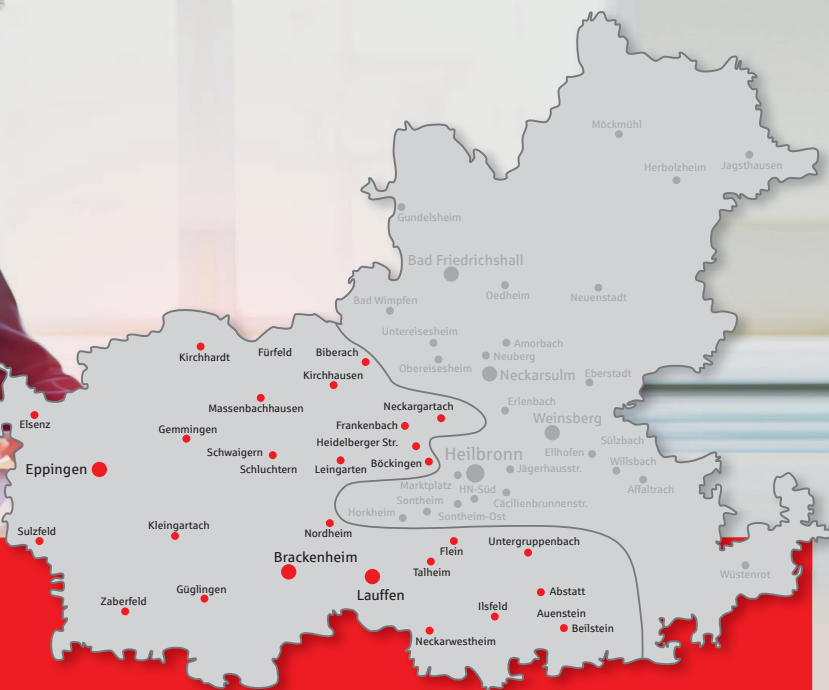 Möckmühl
Jagsthausen
Herbolzheim
Gundelsheim
Bad Friedrichshall
Oedheim
Neuenstadt
Bad Wimpfen
Untereisesheim
Amorbach
Neuberg
Obereisesheim
Neckarsulm
Eberstadt
Kirchhardt
Fürfeld
Biberach
Kirchhausen
Massenbachhausen
Neckargartach
Erlenbach
Weinsberg
Elsenz
Gemmingen
Frankenbach
Heidelberger Str.
Sülzbach
Schwaigern
Schluchtern
Leingarten
Böckingen
Heilbronn
Ellhofen
Willsbach
Eppingen
Jägerhausstr.
Affaltrach
Marktplatz
HN-Süd
Sontheim
Cäcilienbrunnenstr.
Horkheim
Sontheim-Ost
Sulzfeld
Kleingartach
Nordheim
Flein
Untergruppenbach
Brackenheim
Talheim
Wüstenrot
Lauffen
Güglingen
Zaberfeld
Abstatt
Ilsfeld
Auenstein
Beilstein
Neckarwestheim